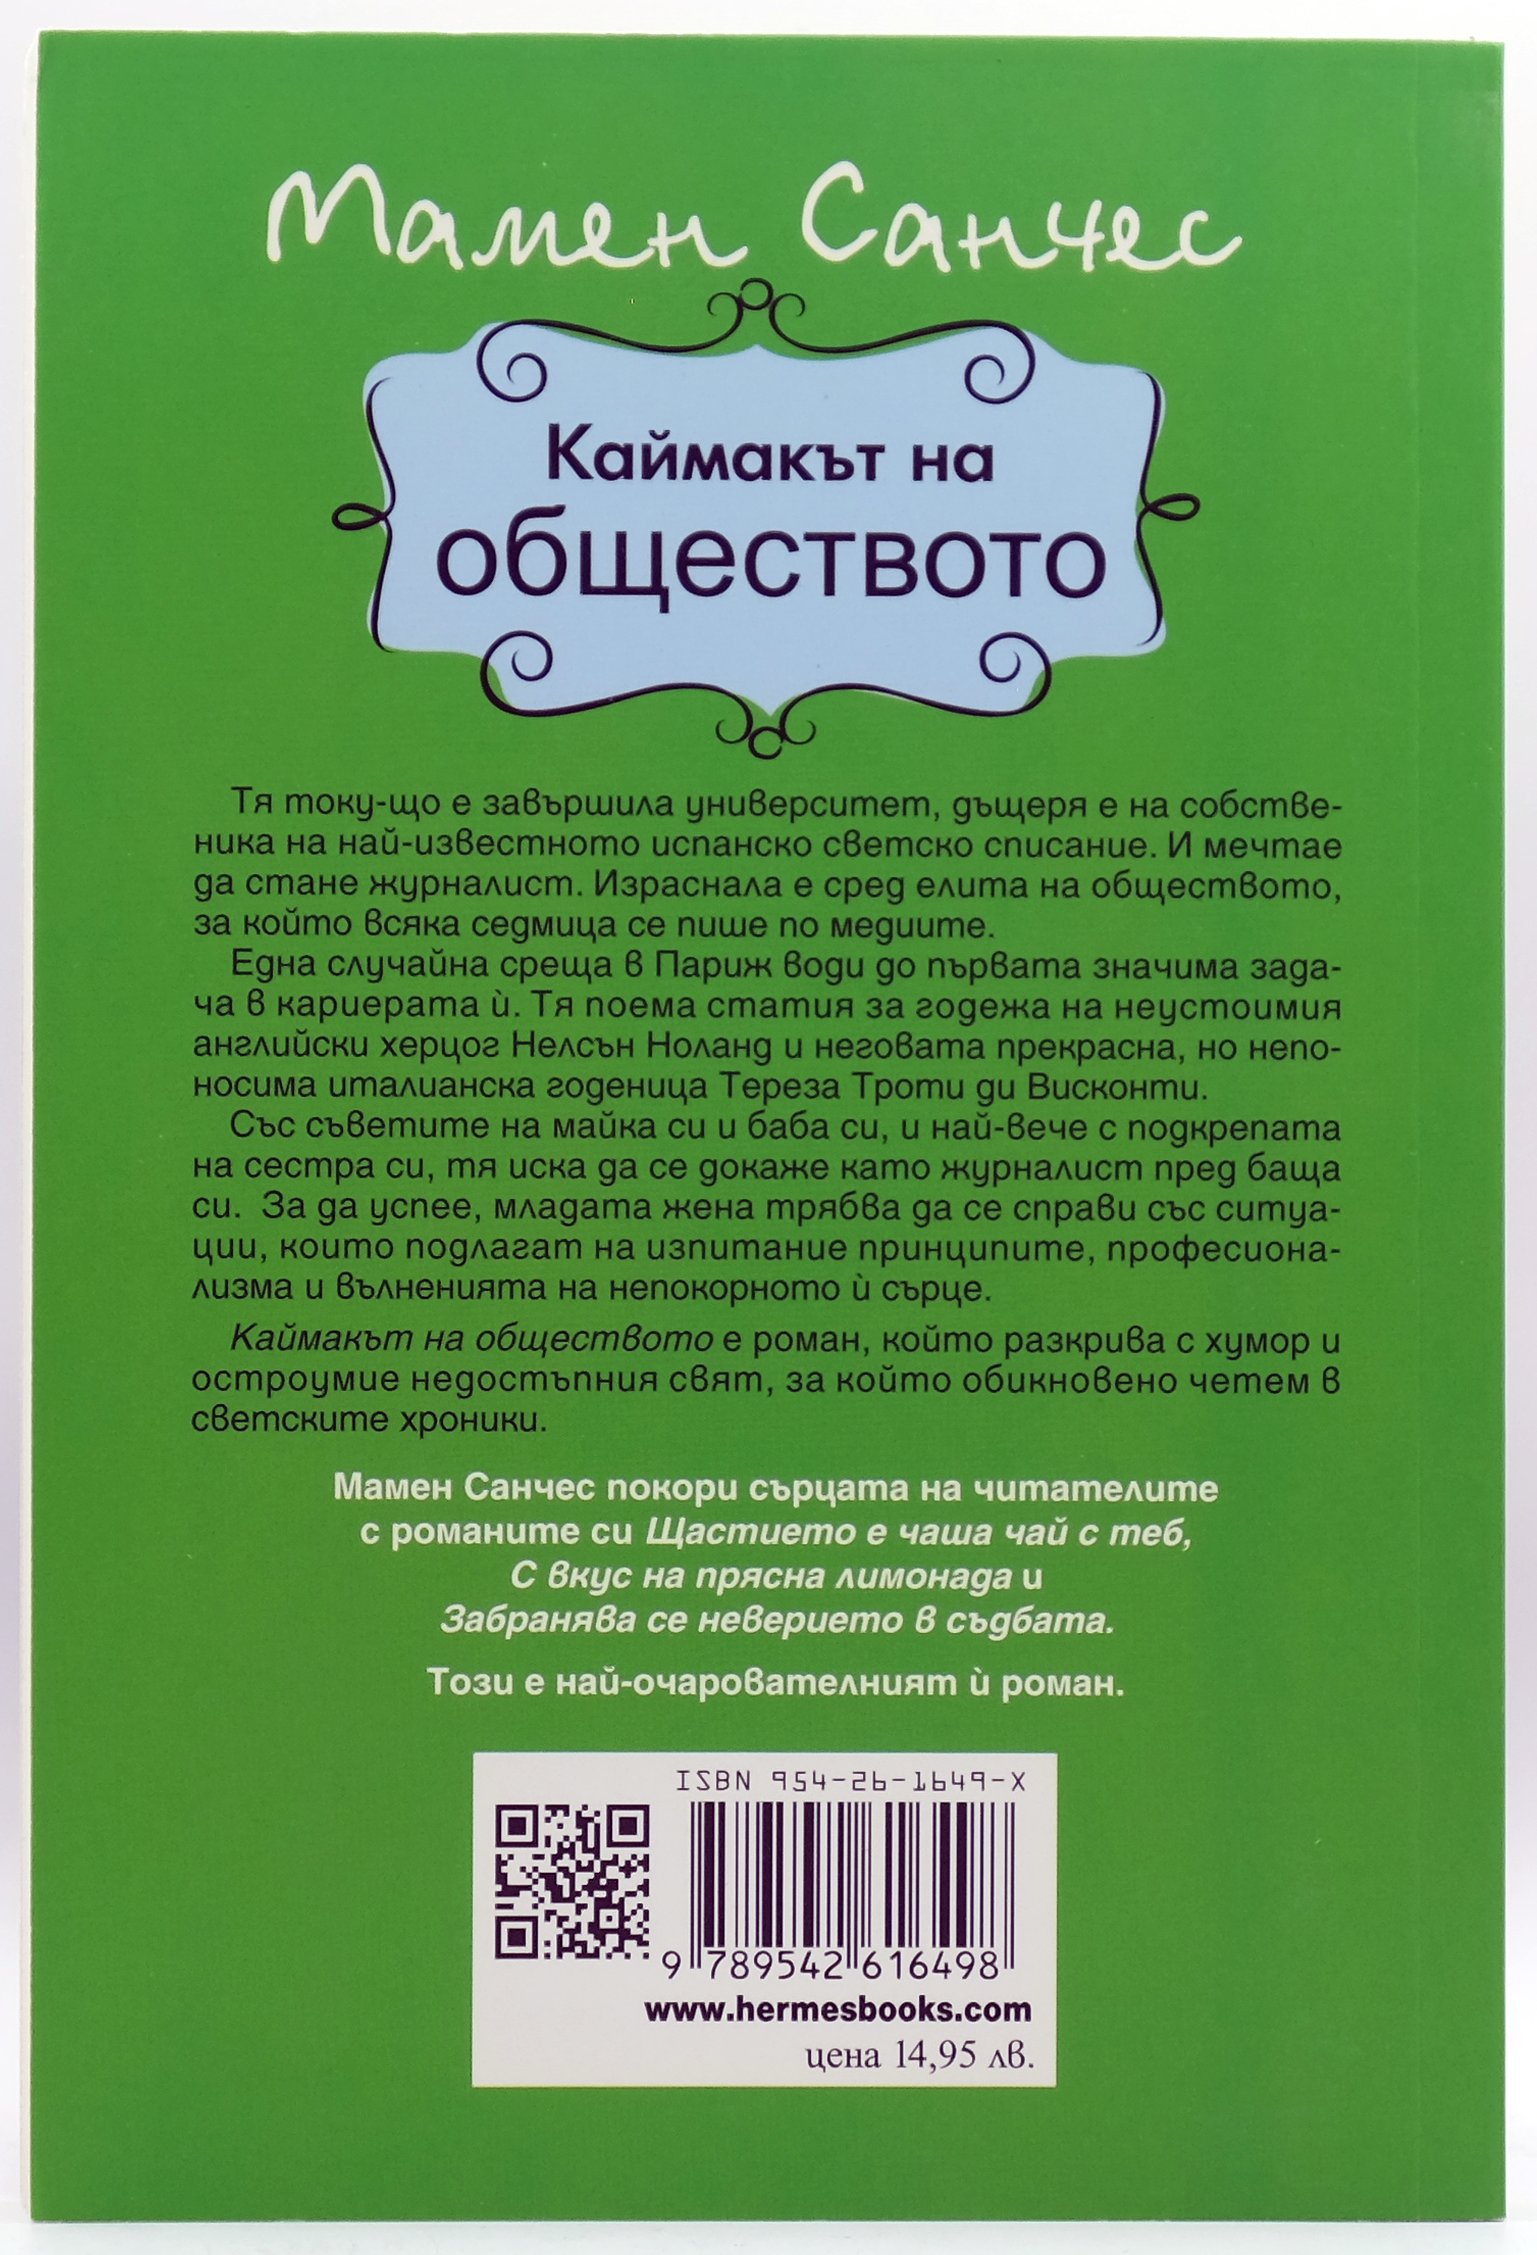 Мамен Санчес
Каймакът на
обществото
Тя току-що е завършила университет, дъщеря е на собстве-
ника на най-известното испанско светско списание. И мечтае
да стане журналист. Израснала е сред елита на обществото,
за който всяка седмица се пише по медиите.
Една случайна среща в Париж води до първата значима зада-
ча в кариерата ѝ. Тя поема статия за годежа на неустоимия
английски херцог Нелсън Ноланд и неговата прекрасна, но непо-
носима италианска годеница Тереза Троти ди Висконти.
Със съветите на майка си и баба си, и най-вече с подкрепата
на сестра си, тя иска да се докаже като журналист пред баща
си. За да успее, младата жена трябва да се справи със ситуа-
ции, които подлагат на изпитание принципите, професиона-
лизма и вълненията на непокорното ѝ сърце.
Каймакът на обществото е роман, който разкрива с хумор и
остроумие недостъпния свят, за който обикновено четем в
светските хроники.
Мамен Санчес покори сърцата на читателите
с романите си Щастието е чаша чай с теб,
С вкус на прясна лимонада и
Забранява се неверието в съдбата.
Този е най-очарователният ѝ роман.
ISBN 954-26-1649-X
9 789542 616498
www.hermesbooks.com
цена 14,95 лв.